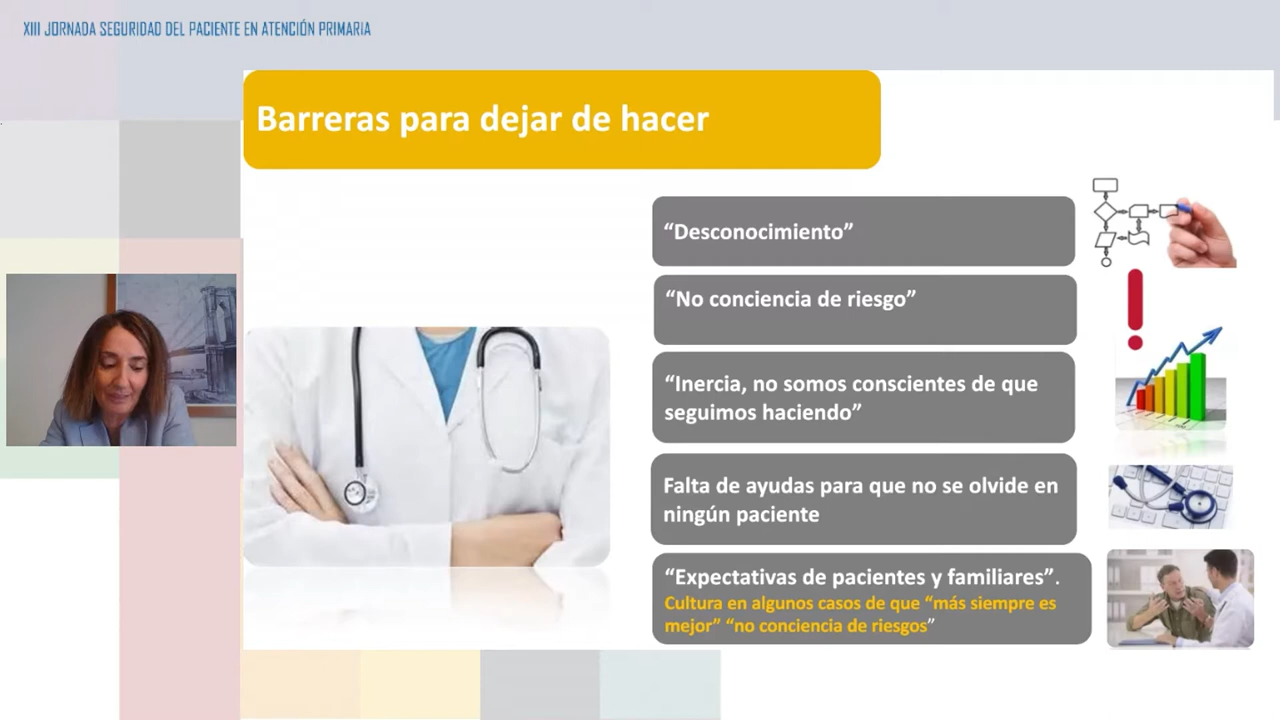 XIII JORNADA SEGURIDAD DEL PACIENTE EN ATENCIÓN PRIMARIA
Barreras para dejar de hacer
“Desconocimiento”
“No conciencia de riesgo”
“Inercia, no somos conscientes de que
seguimos haciendo”
Falta de ayudas para que no se olvide en
ningún paciente
“Expectativas de pacientes y familiares”.
Cultura en algunos casos de que “más siempre es
mejor” “no conciencia de riesgos”